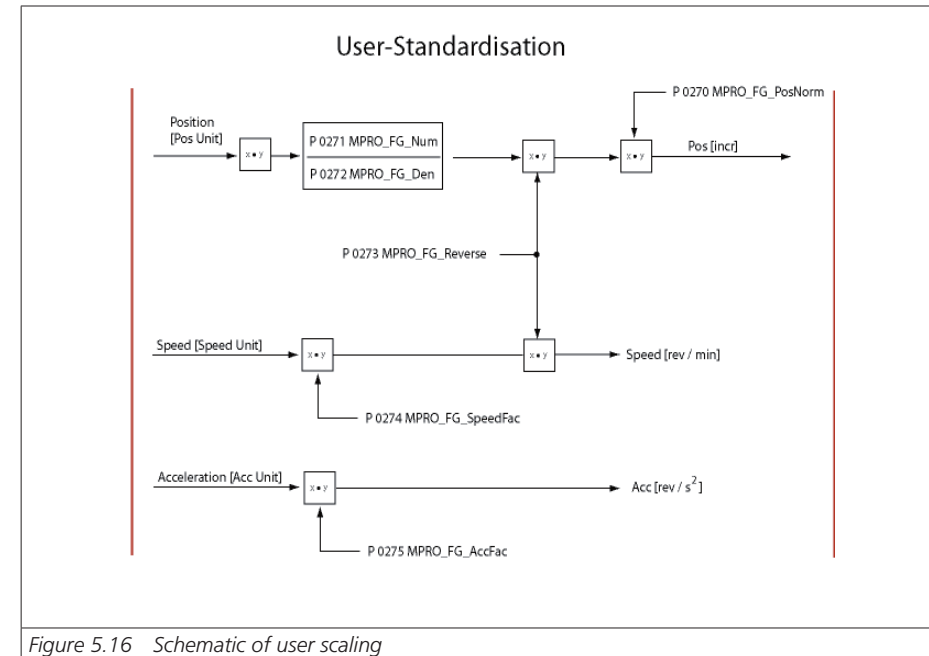 User-Standardisation
P 0270 MPRO_FG_PosNorm
Position
[Pos Unit]
x • y
P 0271 MPRO_FG_Num
P 0272 MPRO_FG_Den
x • y
x • y
Pos [incr]
P 0273 MPRO_FG_Reverse
Speed [Speed Unit]
x • y
x • y
Speed [rev / min]
P 0274 MPRO_FG_SpeedFac
Acceleration [Acc Unit]
x • y
Acc [rev / s²]
P 0275 MPRO_FG_AccFac
Figure 5.16 Schematic of user scaling